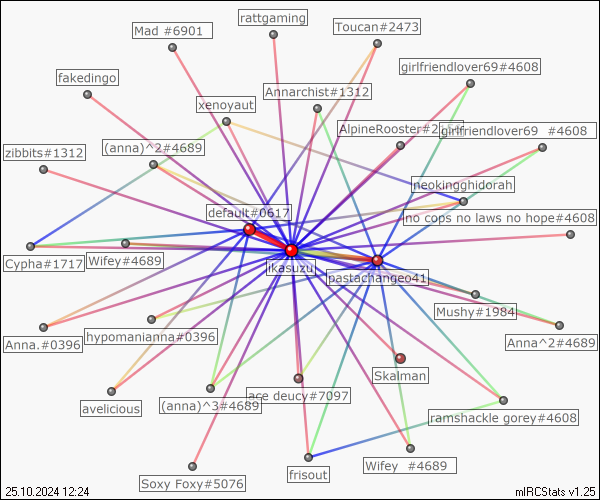 rattgaming
Mad #6901
Toucan#2473
girlfriendlover69#4608
fakedingo
Annarchist#1312
xenoyaut
girlfriendlover69 #4608
(anna)^2#4689
zibbits#1312
neokingghidorah
default#0617
no cops no laws no hope#4608
Cypha#1717
Wifey#4689
ikasuzu
pastachangeo41
Mushy#1984
Anna.#0396
hypomanianna#0396
Anna^2#4689
Skalman
avelicious
(anna)^3#4689
ace deucy#7097
ramshackle gorey#4608
Soxy Foxy#5076
frisout
Wifey #4689
25.10.2024 12:24
mIRCStats v1.25